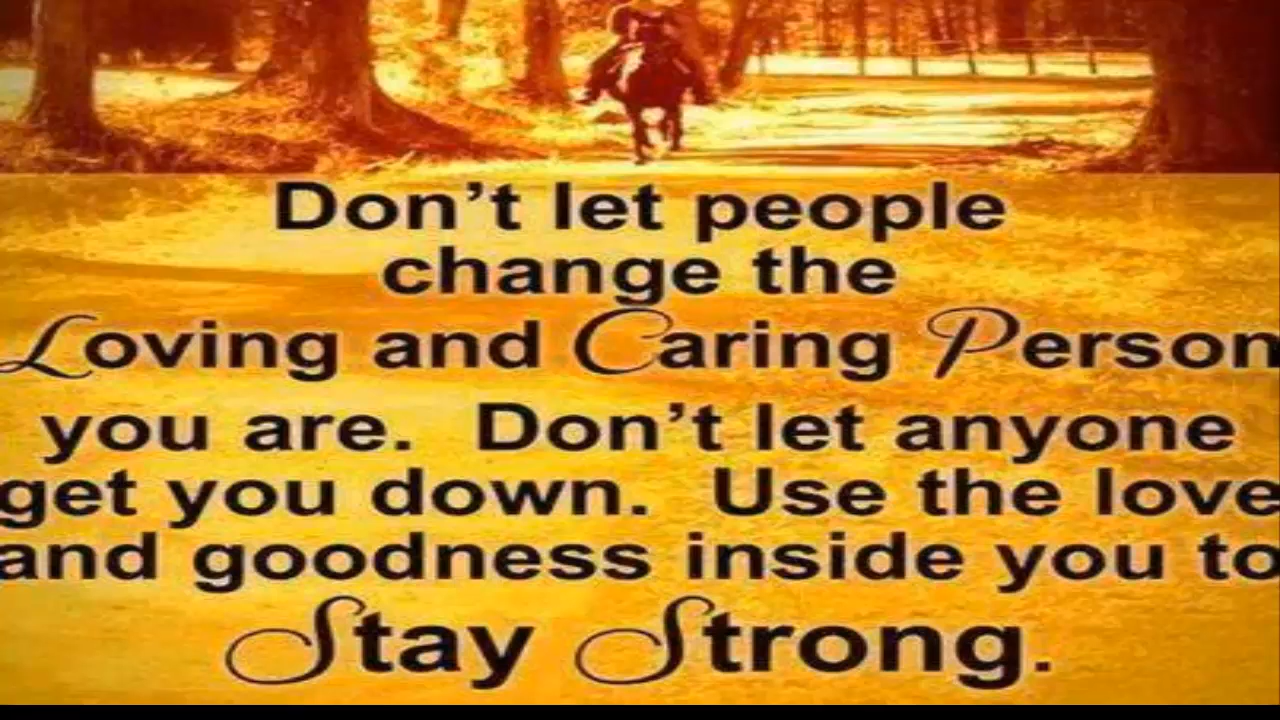 Don't let people
change the
Loving and Caring Person
you are. Don't let anyone
get you down. Use the love
and goodness inside you to
Stay Strong.